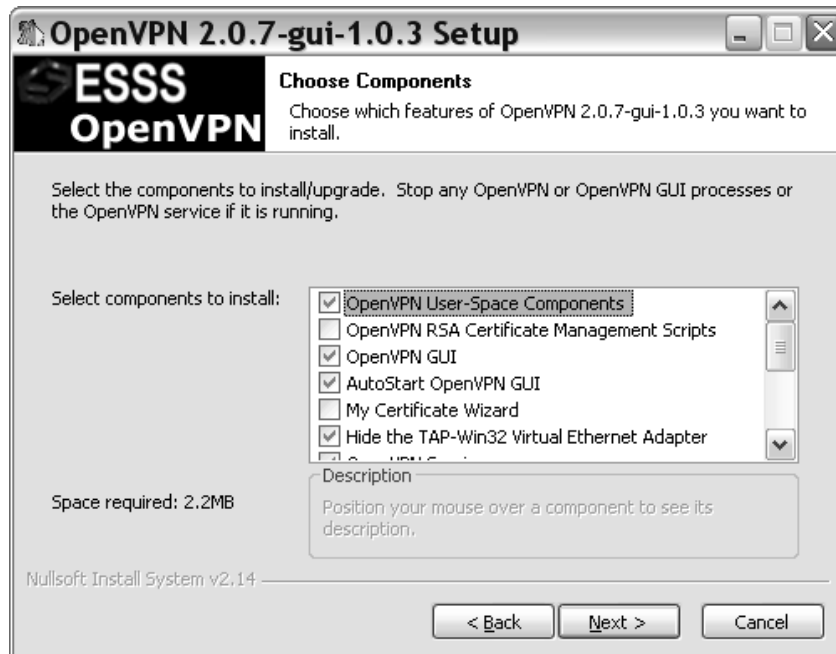 OpenVPN 2.0.7-gui-1.0.3 Setup
ESSS
OpenVPN
Choose Components
Choose which features of OpenVPN 2.0.7-gui-1.0.3 you want to
install.
Select the components to install/upgrade. Stop any OpenVPN or OpenVPN GUI processes or
the OpenVPN service if it is running.
Select components to install:
OpenVPN User-Space Components
OpenVPN RSA Certificate Management Scripts
OpenVPN GUI
AutoStart OpenVPN GUI
My Certificate Wizard
Hide the TAP-Win32 Virtual Ethernet Adapter
Description
Space required: 2.2MB
Position your mouse over a component to see its
description.
Nullsoft Install System v2.14
< Back
Next >
Cancel